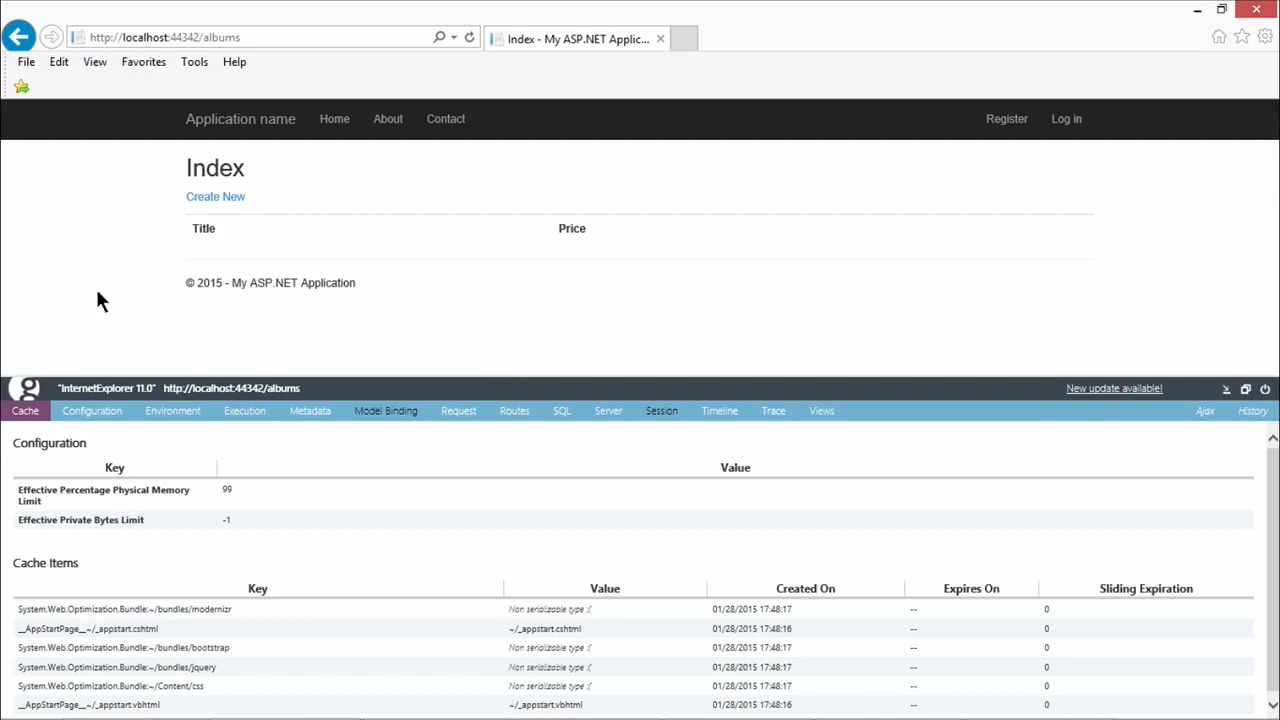 http://localhost:44342/albums
Index - My ASP.NET Applic...
File Edit View Favorites Tools Help
Application name Home About Contact Register Log in
Index
Create New
Title Price
© 2015 - My ASP.NET Application
"InternetExplorer 11.0" http://localhost:44342/albums New update available!
Cache Configuration Environment Execution Metadata Model Binding Request Routes SQL Server Session Timeline Trace Views Ajax History
Configuration
Key Value
Effective Percentage Physical Memory
Limit 99
Effective Private Bytes Limit -1
Cache Items
Key Value Created On Expires On Sliding Expiration
System.Web.Optimization.Bundle:~/bundles/modernizr Non serializable type :( 01/28/2015 17:48:17 -- 0
__AppStartPage__~/_appstart.cshtml ~/_appstart.cshtml 01/28/2015 17:48:16 -- 0
System.Web.Optimization.Bundle:~/bundles/bootstrap Non serializable type :( 01/28/2015 17:48:17 -- 0
System.Web.Optimization.Bundle:~/bundles/jquery Non serializable type :( 01/28/2015 17:48:17 -- 0
System.Web.Optimization.Bundle:~/Content/css Non serializable type :( 01/28/2015 17:48:17 -- 0
__AppStartPage__~/_appstart.vbhtml ~/_appstart.vbhtml 01/28/2015 17:48:16 -- 0